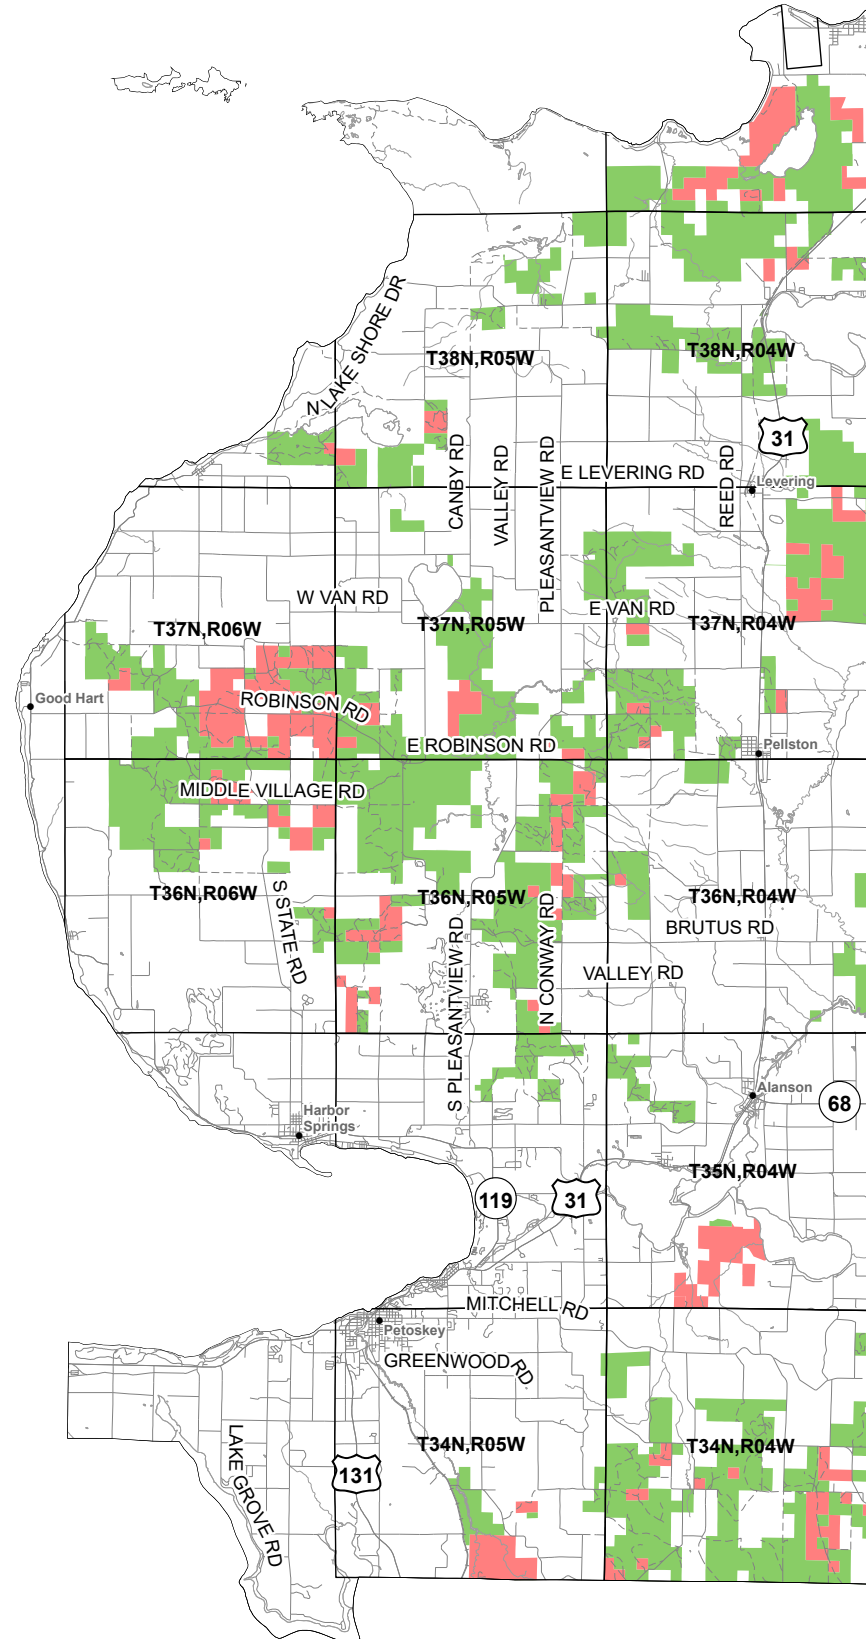 N LAKE SHORE DR
T38N,R05W
T38N,R04W
31
CANBY RD
VALLEY RD
PLEASANTVIEW RD
E LEVERING RD
REED RD
Levering
W VAN RD
E VAN RD
T37N,R06W
T37N,R05W
T37N,R04W
Good Hart
ROBINSON RD
E ROBINSON RD
Pellston
MIDDLE VILLAGE RD
T36N,R06W
T36N,R05W
T36N,R04W
S STATE RD
S PLEASANTVIEW RD
N CONWAY RD
BRUTUS RD
VALLEY RD
Alanson
68
Harbor
Springs
T35N,R04W
119
31
MITCHELL RD
Petoskey
GREENWOOD RD
LAKE GROVE RD
T34N,R05W
T34N,R04W
131